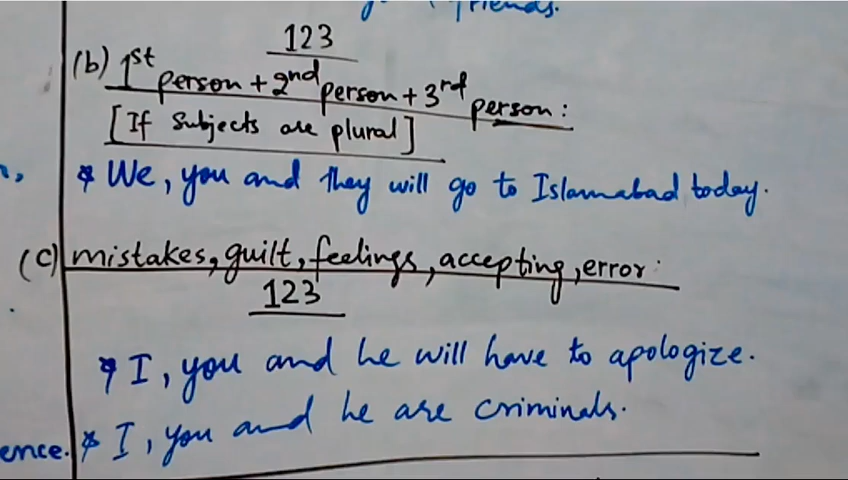 friends.
123
(b) 1st person + 2nd person + 3rd person :
[If Subjects are plural]
* We, you and they will go to Islamabad today.
(C) mistakes, guilt, feelings, accepting, error :
123
* I, you and he will have to apologize.
ence. * I, you and he are criminals.